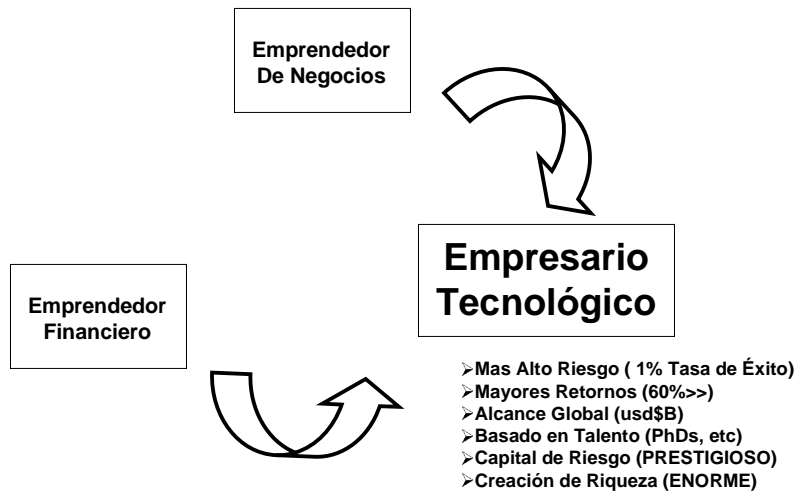 Emprendedor
De Negocios
Empresario
Tecnológico
Emprendedor
Financiero
➢Mas Alto Riesgo ( 1% Tasa de Éxito)
➢Mayores Retornos (60%>>)
➢Alcance Global (usd$B)
➢Basado en Talento (PhDs, etc)
➢Capital de Riesgo (PRESTIGIOSO)
➢Creación de Riqueza (ENORME)